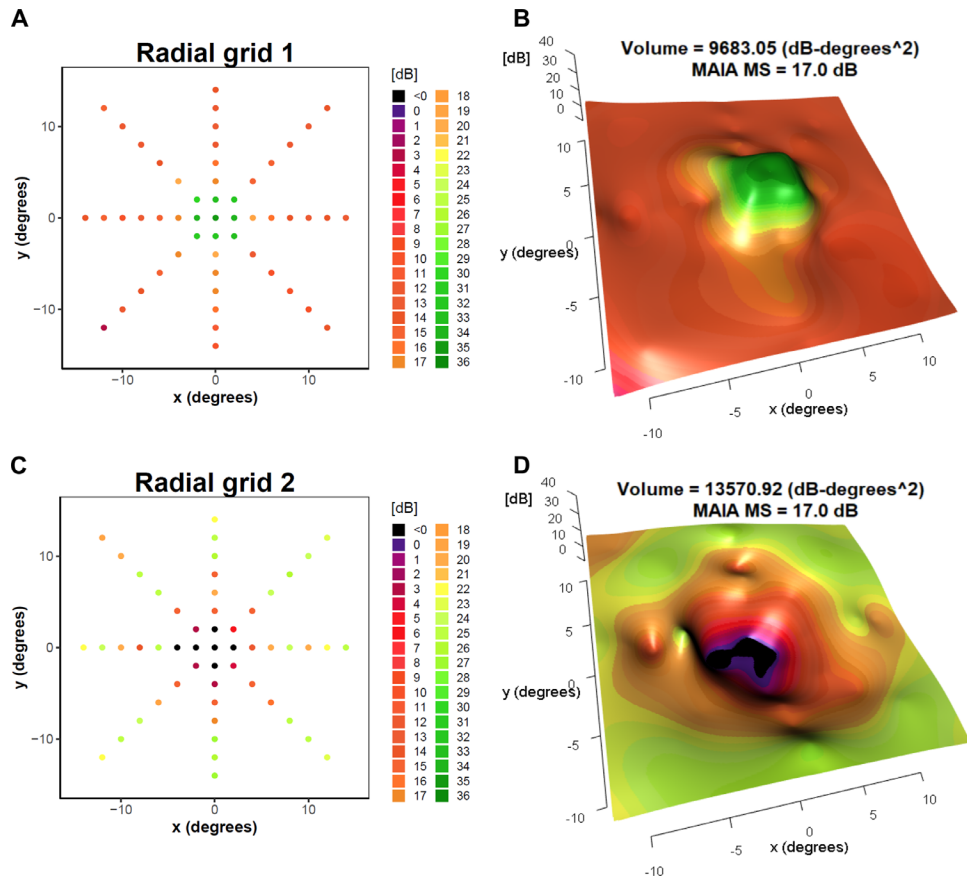 A
Radial grid 1
[dB]
<0 18
0 19
1 20
2 21
3 22
4 23
5 24
6 25
7 26
8 27
9 28
10 29
11 30
12 31
13 32
14 33
15 34
16 35
17 36
10
0
−10
y (degrees)
−10 0 10
x (degrees)
B
Volume = 9683.05 (dB-degrees^2)
MAIA MS = 17.0 dB
[dB]
40
30
20
10
0
10
5
0
-5
-10
y (degrees)
-10 -5 0 5 10
x (degrees)
C
Radial grid 2
[dB]
<0 18
0 19
1 20
2 21
3 22
4 23
5 24
6 25
7 26
8 27
9 28
10 29
11 30
12 31
13 32
14 33
15 34
16 35
17 36
10
0
−10
y (degrees)
−10 0 10
x (degrees)
D
Volume = 13570.92 (dB-degrees^2)
MAIA MS = 17.0 dB
[dB]
40
30
20
10
0
10
5
0
-5
-10
y (degrees)
-10 -5 0 5 10
x (degrees)